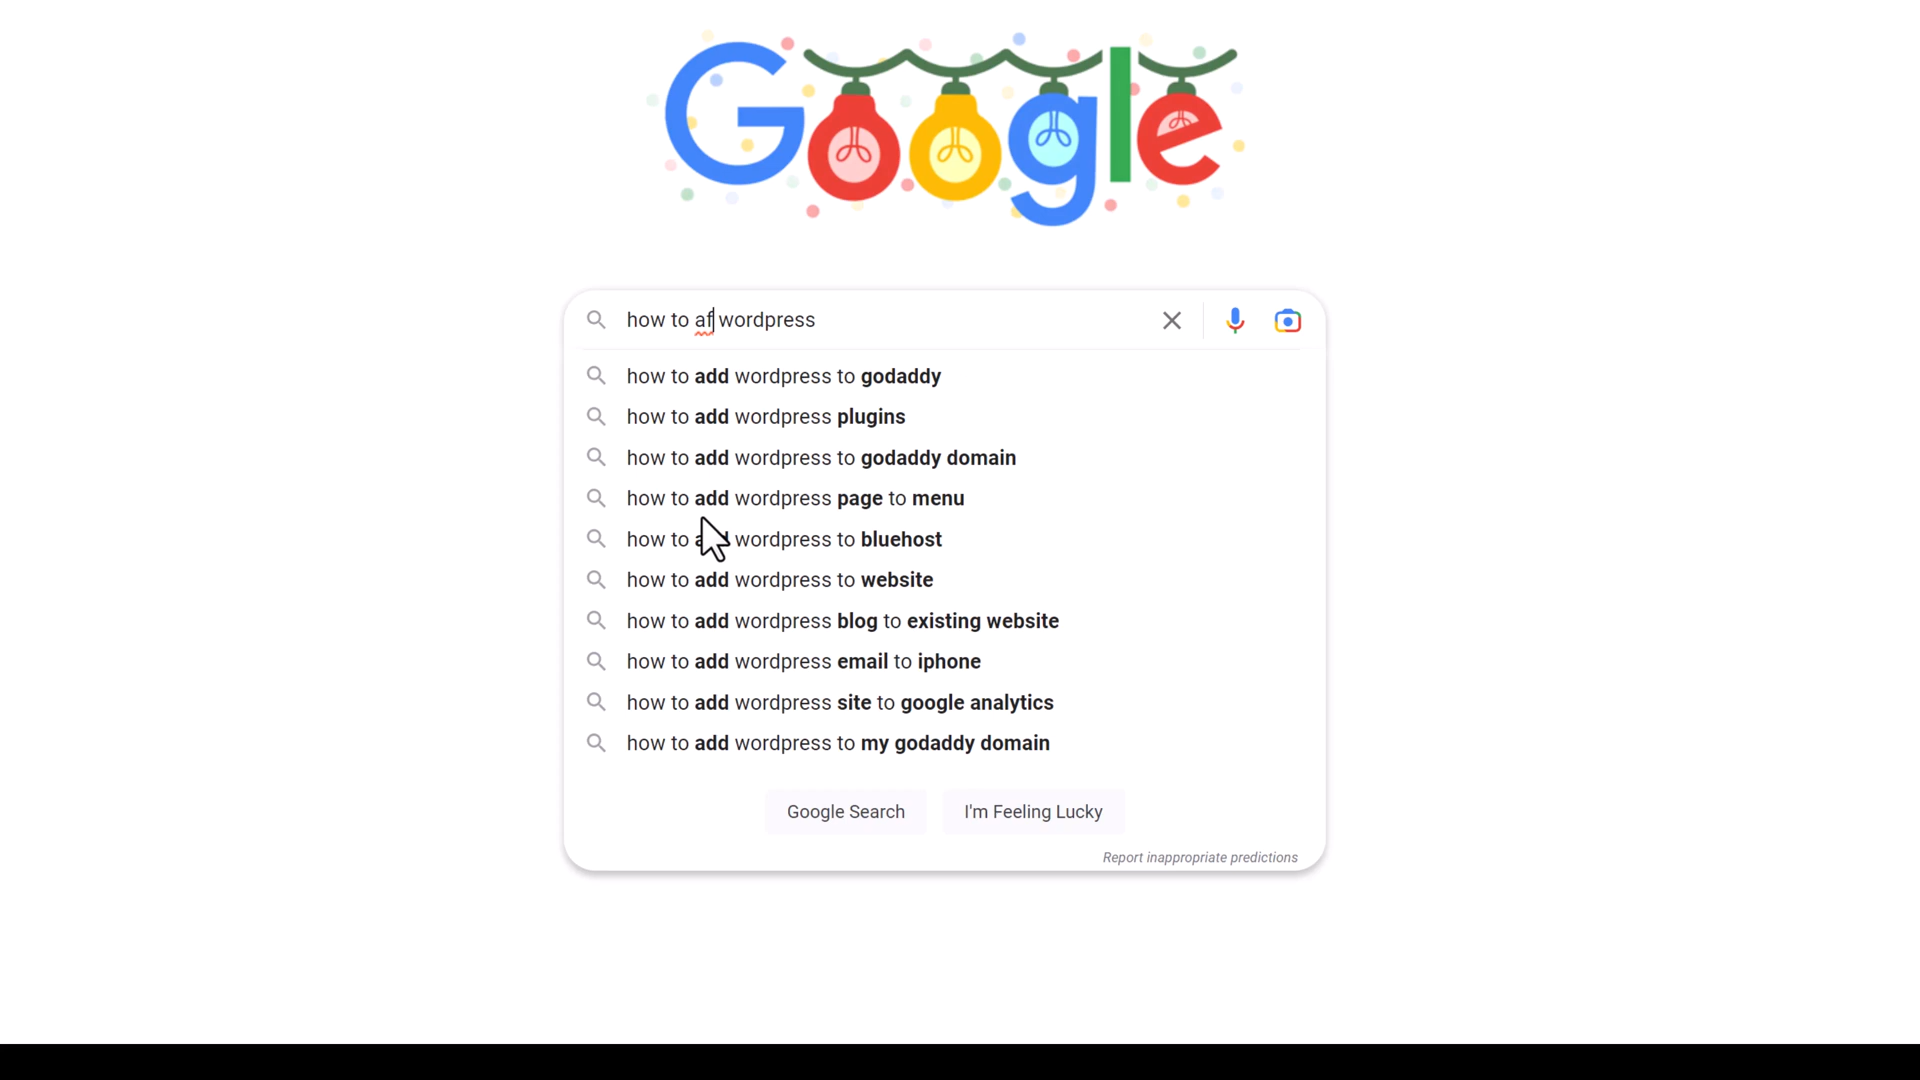 Google
how to af wordpress
how to add wordpress to godaddy
how to add wordpress plugins
how to add wordpress to godaddy domain
how to add wordpress page to menu
how to add wordpress to bluehost
how to add wordpress to website
how to add wordpress blog to existing website
how to add wordpress email to iphone
how to add wordpress site to google analytics
how to add wordpress to my godaddy domain
Google Search I'm Feeling Lucky
Report inappropriate predictions